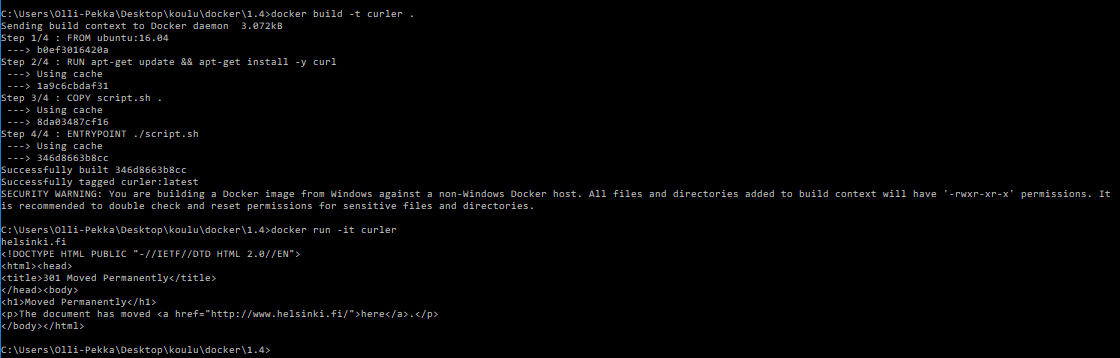 C:\Users\Olli-Pekka\Desktop\koulu\docker\1.4>docker build -t curler .
Sending build context to Docker daemon  3.072kB
Step 1/4 : FROM ubuntu:16.04
 ---> b0ef3016420a
Step 2/4 : RUN apt-get update && apt-get install -y curl
 ---> Using cache
 ---> 1a9c6cbdaf31
Step 3/4 : COPY script.sh .
 ---> Using cache
 ---> 8da03487cf16
Step 4/4 : ENTRYPOINT ./script.sh
 ---> Using cache
 ---> 346d8663b8cc
Successfully built 346d8663b8cc
Successfully tagged curler:latest
SECURITY WARNING: You are building a Docker image from Windows against a non-Windows Docker host. All files and directories added to build context will have '-rwxr-xr-x' permissions. It
is recommended to double check and reset permissions for sensitive files and directories.
C:\Users\Olli-Pekka\Desktop\koulu\docker\1.4>docker run -it curler
helsinki.fi
<!DOCTYPE HTML PUBLIC "-//IETF//DTD HTML 2.0//EN">
<html><head>
<title>301 Moved Permanently</title>
</head><body>
<h1>Moved Permanently</h1>
<p>The document has moved <a href="http://www.helsinki.fi/">here</a>.</p>
</body></html>
C:\Users\Olli-Pekka\Desktop\koulu\docker\1.4>